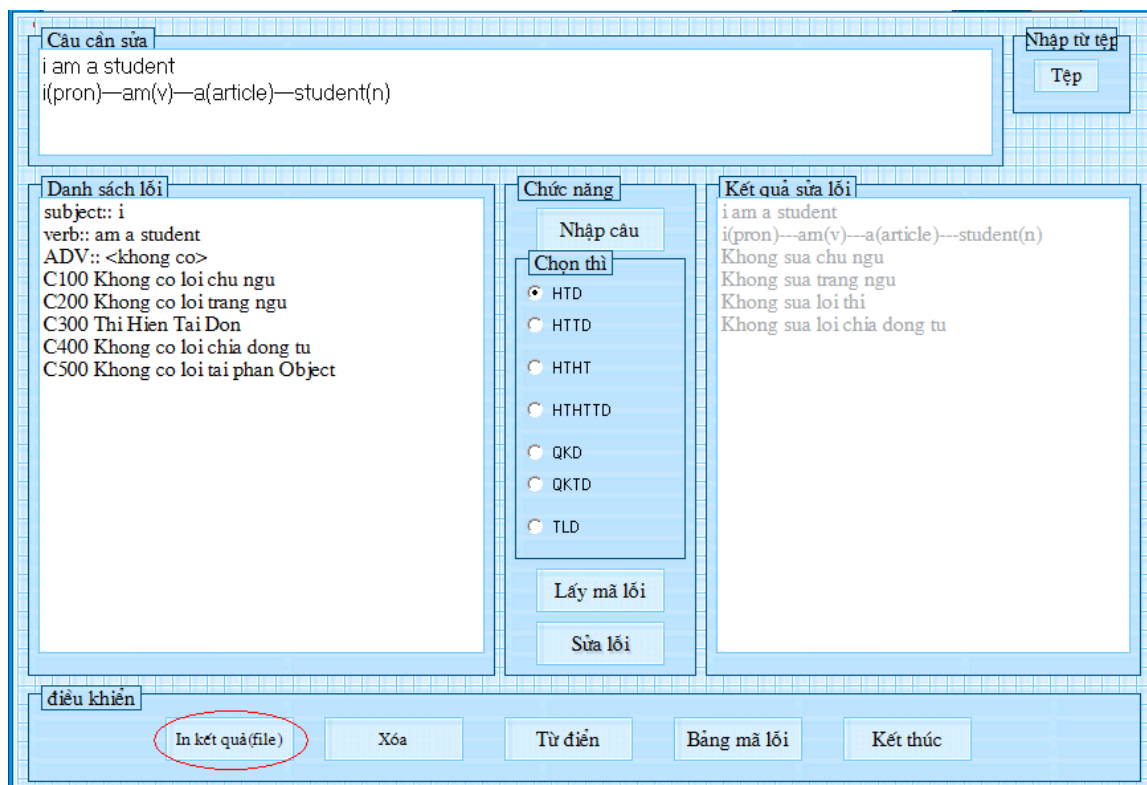 Câu cần sửa
i am a student
i(pron)—am(v)—a(article)—student(n)
Nhập từ tệp
Tệp
Danh sách lỗi
subject:: i
verb:: am a student
ADV:: <khong co>
C100 Khong co loi chu ngu
C200 Khong co loi trang ngu
C300 Thi Hien Tai Don
C400 Khong co loi chia dong tu
C500 Khong co loi tai phan Object
Chức năng
Nhập câu
Chọn thì
HTD
HTTD
HTHT
HTHTTD
QKD
QKTD
TLD
Lấy mã lỗi
Sửa lỗi
Kết quả sửa lỗi
i am a student
i(pron)---am(v)---a(article)---student(n)
Khong sua chu ngu
Khong sua trang ngu
Khong sua loi thi
Khong sua loi chia dong tu
điều khiển
In kết quả(file)
Xóa
Từ điển
Bảng mã lỗi
Kết thúc